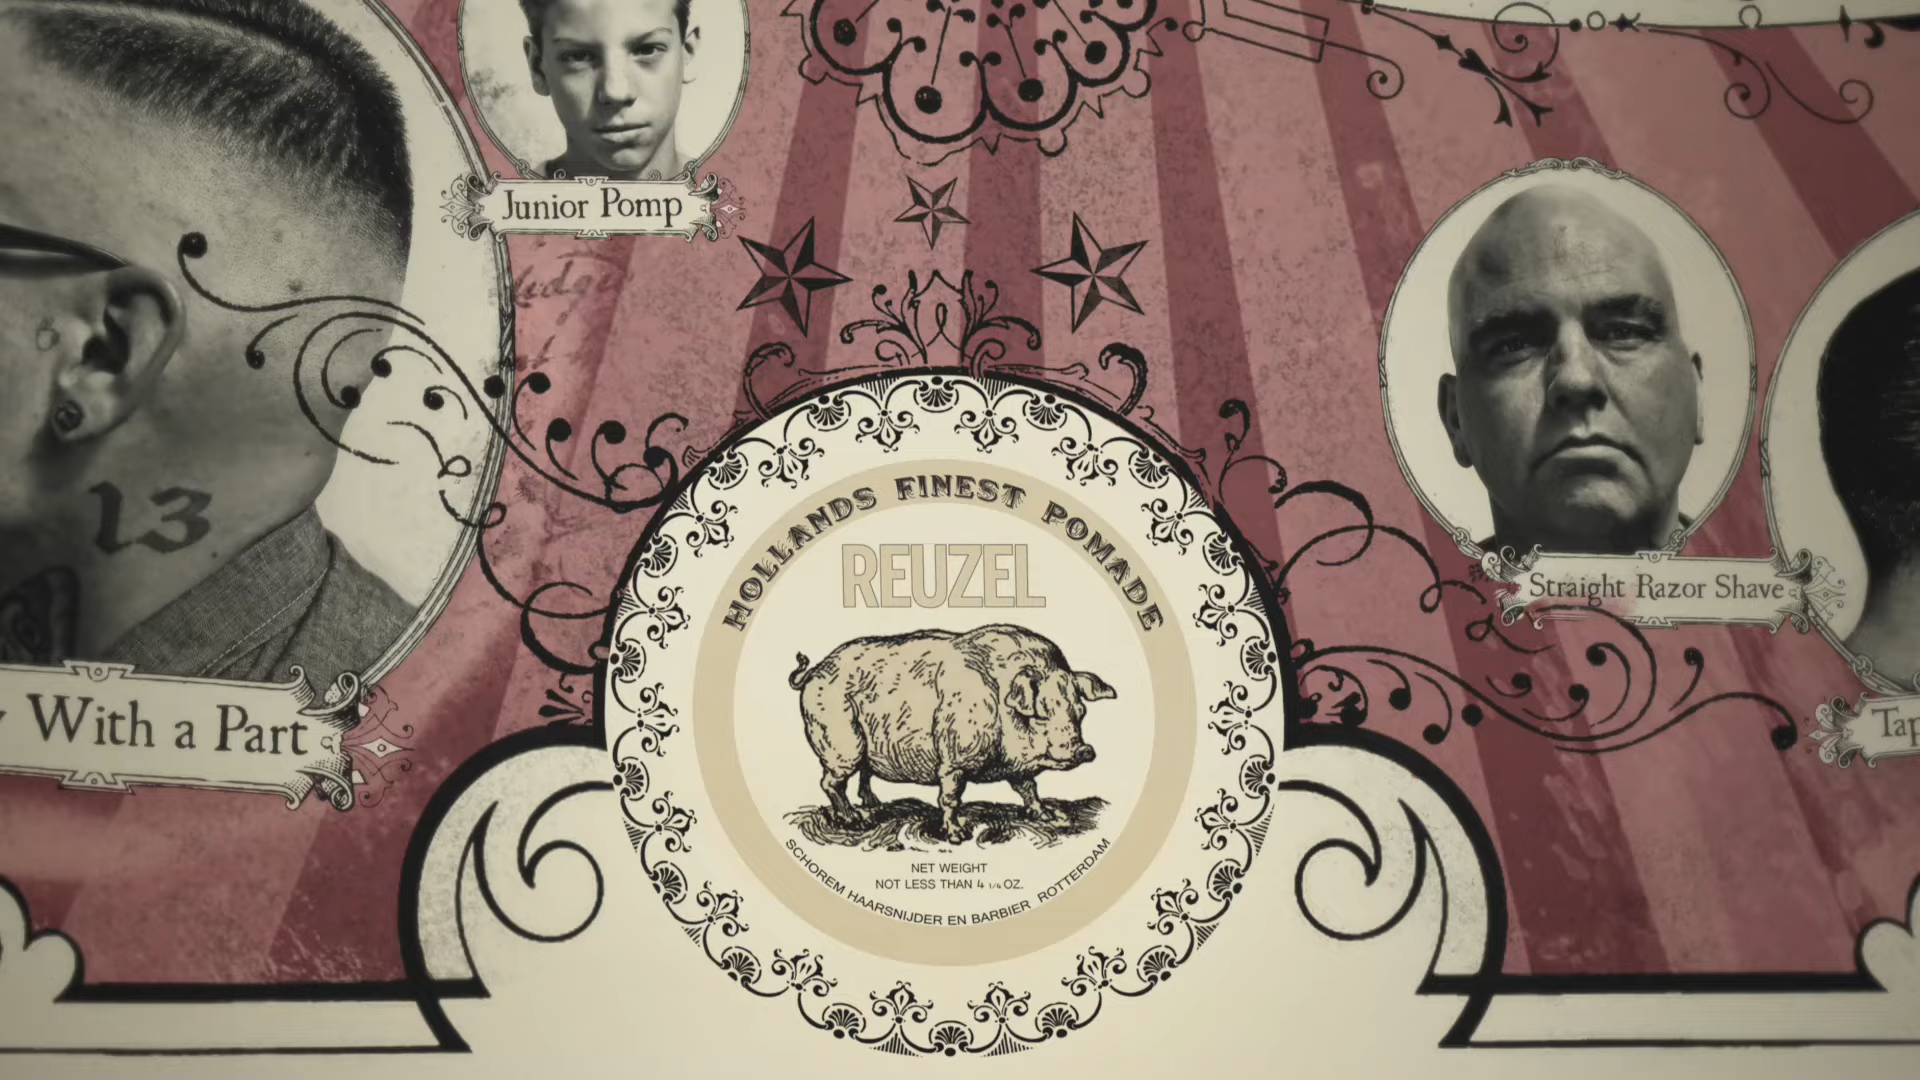 Junior Pomp
13
HOLLANDS FINEST POMADE
REUZEL
Straight Razor Shave
With a Part
Tap
NET WEIGHT
NOT LESS THAN 4 1/4 OZ.
SCHOREM HAARSNIJDER EN BARBIER ROTTERDAM